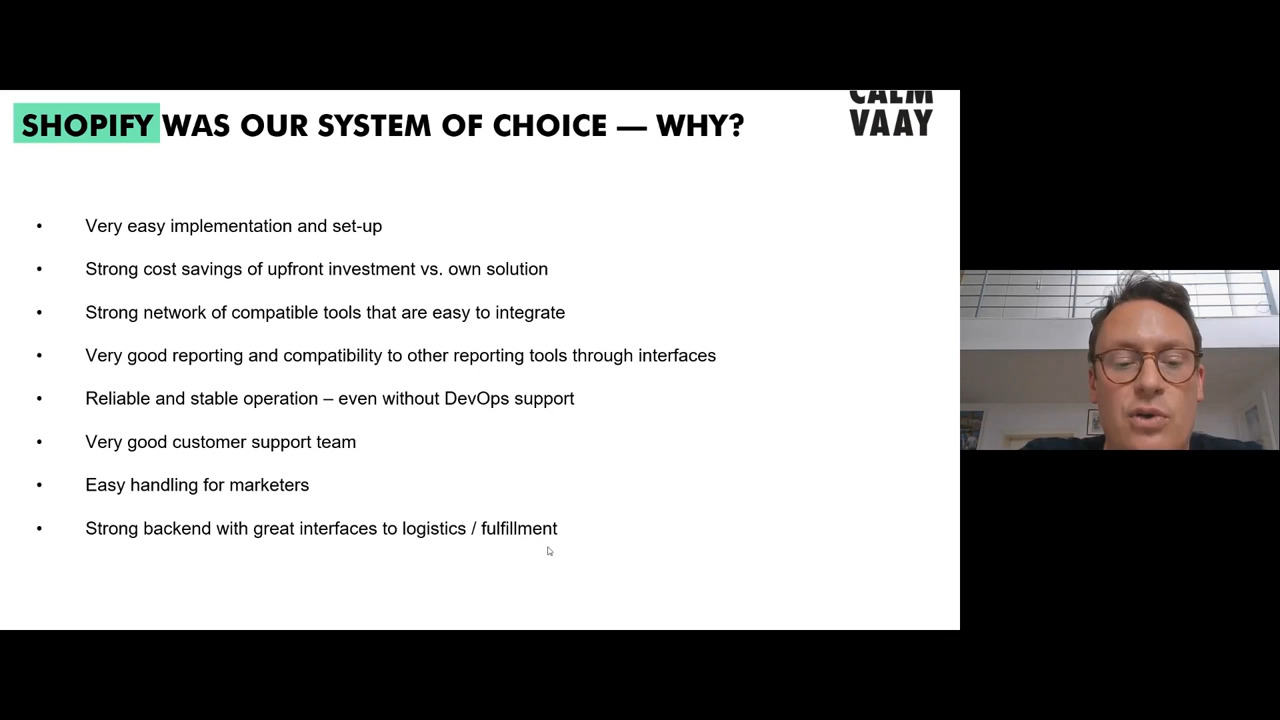 CALM
VAAY
SHOPIFY WAS OUR SYSTEM OF CHOICE — WHY?
• Very easy implementation and set-up
• Strong cost savings of upfront investment vs. own solution
• Strong network of compatible tools that are easy to integrate
• Very good reporting and compatibility to other reporting tools through interfaces
• Reliable and stable operation – even without DevOps support
• Very good customer support team
• Easy handling for marketers
• Strong backend with great interfaces to logistics / fulfillment